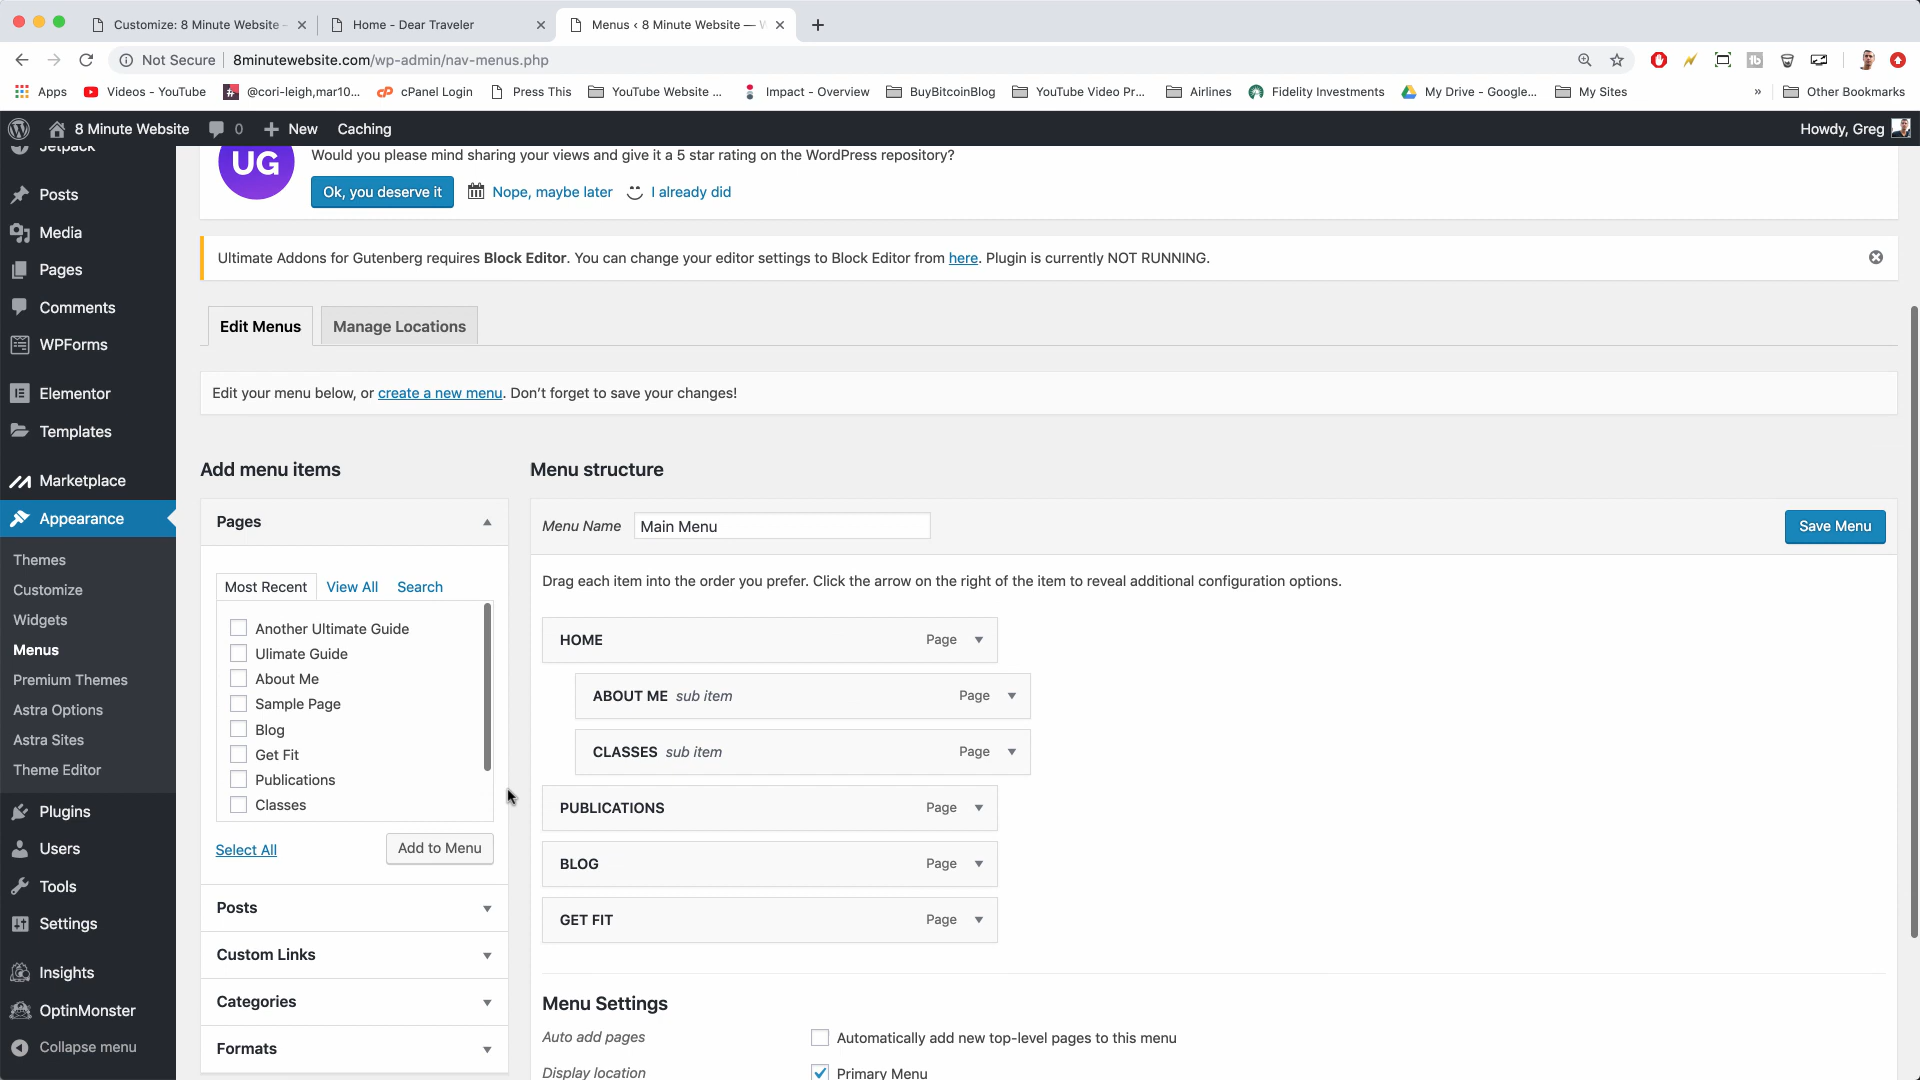 Customize: 8 Minute Website -
Home - Dear Traveler
Menus ‹ 8 Minute Website —
Not Secure
8minutewebsite.com/wp-admin/nav-menus.php
Apps
Videos - YouTube
@cori-leigh,mar10...
cPanel Login
Press This
YouTube Website ...
Impact - Overview
BuyBitcoinBlog
YouTube Video Pr...
Airlines
Fidelity Investments
My Drive - Google...
My Sites
»
Other Bookmarks
8 Minute Website
0
New
Caching
Howdy, Greg
Jetpack
Posts
Media
Pages
Comments
WPForms
Elementor
Templates
Marketplace
Appearance
Themes
Customize
Widgets
Menus
Premium Themes
Astra Options
Astra Sites
Theme Editor
Plugins
Users
Tools
Settings
Insights
OptinMonster
Collapse menu
UG
Would you please mind sharing your views and give it a 5 star rating on the WordPress repository?
Ok, you deserve it
Nope, maybe later
I already did
Ultimate Addons for Gutenberg requires Block Editor. You can change your editor settings to Block Editor from here. Plugin is currently NOT RUNNING.
Edit Menus
Manage Locations
Edit your menu below, or create a new menu. Don't forget to save your changes!
Add menu items
Pages
Most Recent
View All
Search
Another Ultimate Guide
Ulimate Guide
About Me
Sample Page
Blog
Get Fit
Publications
Classes
Select All
Add to Menu
Posts
Custom Links
Categories
Formats
Menu structure
Menu Name
Main Menu
Save Menu
Drag each item into the order you prefer. Click the arrow on the right of the item to reveal additional configuration options.
HOME
Page
ABOUT ME sub item
Page
CLASSES sub item
Page
PUBLICATIONS
Page
BLOG
Page
GET FIT
Page
Menu Settings
Auto add pages
Automatically add new top-level pages to this menu
Display location
Primary Menu